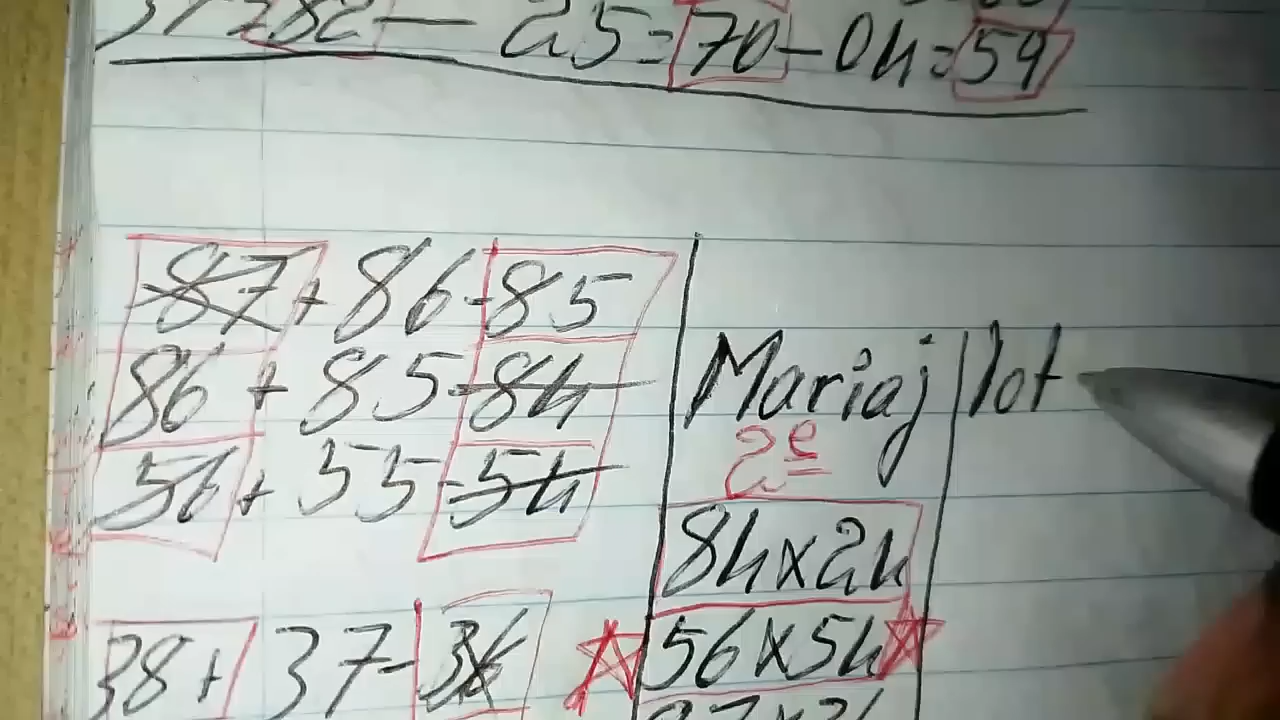 25=70-04=59
87+86-85
86+85-84
56+55-54
38+37-36
Mariaj lot
2e
84x24
56x54